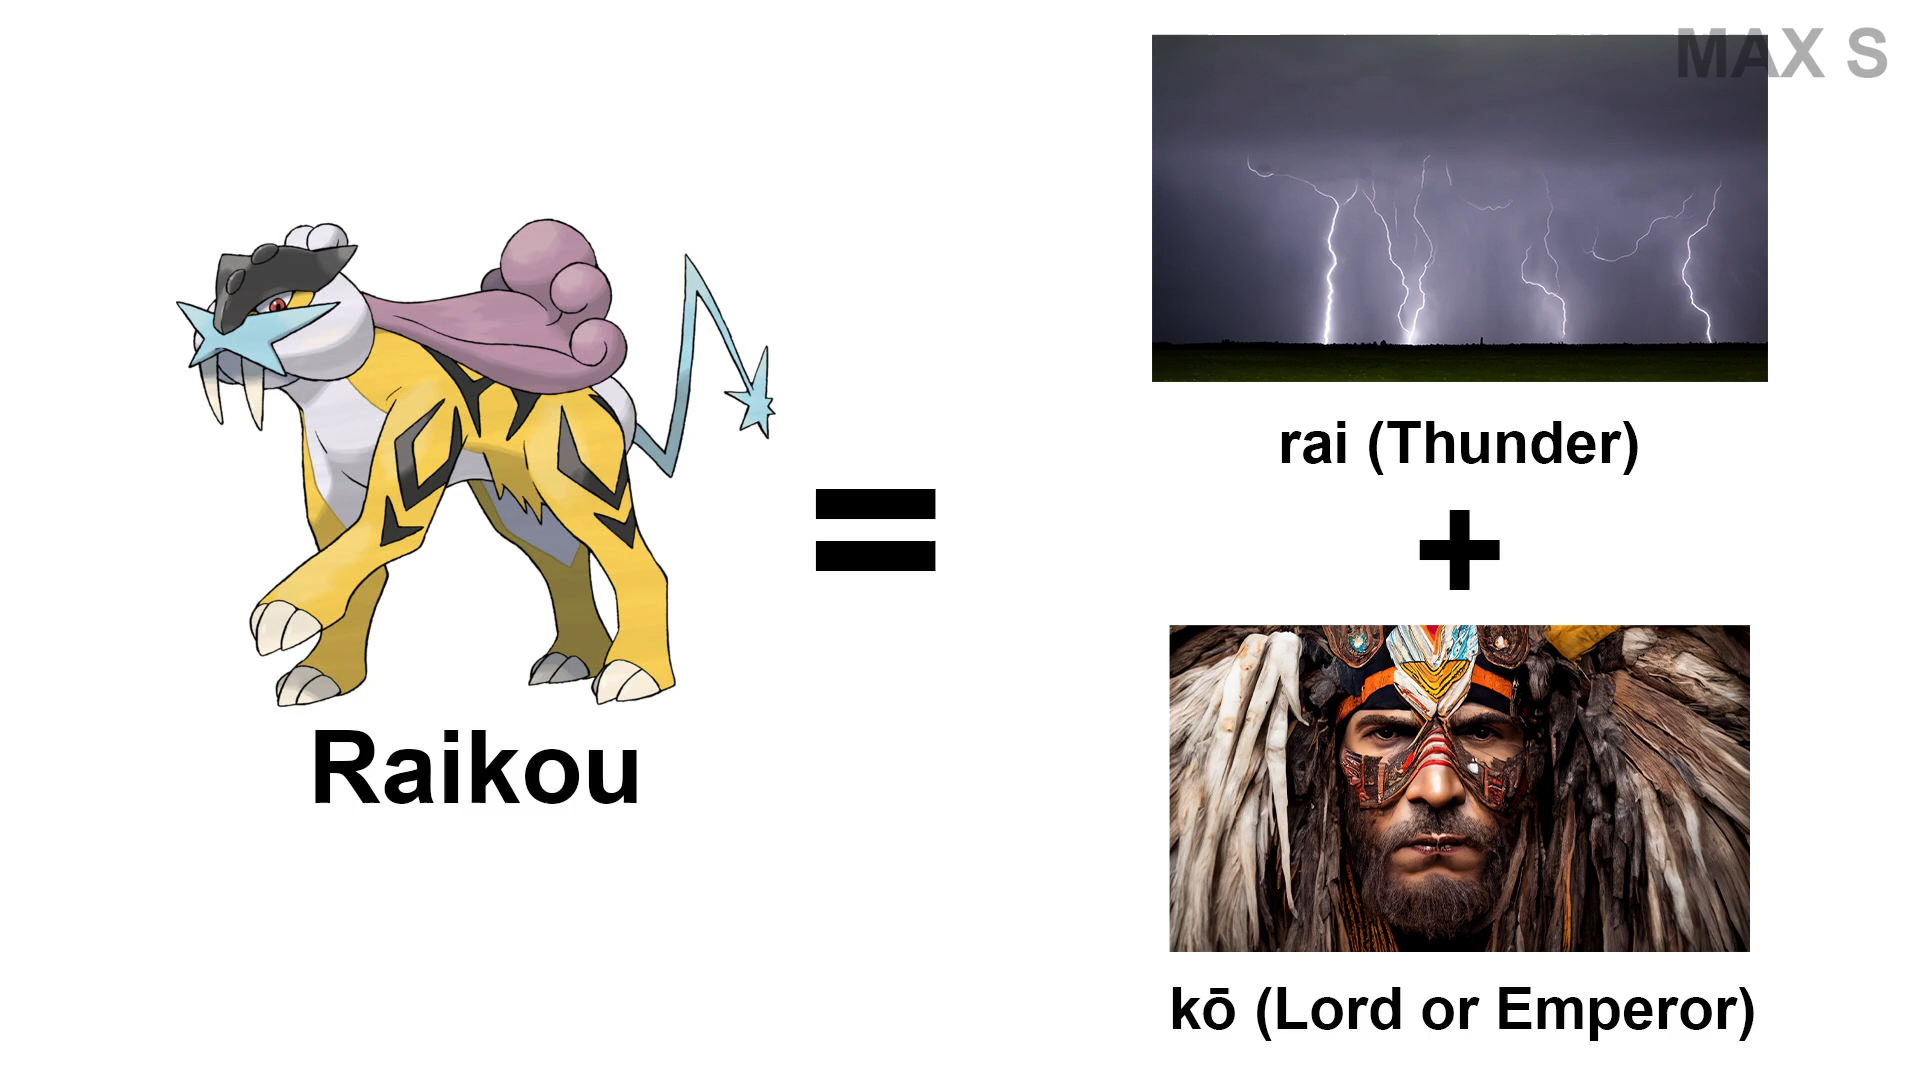 MAX S
Raikou
=
rai (Thunder)
+
kō (Lord or Emperor)